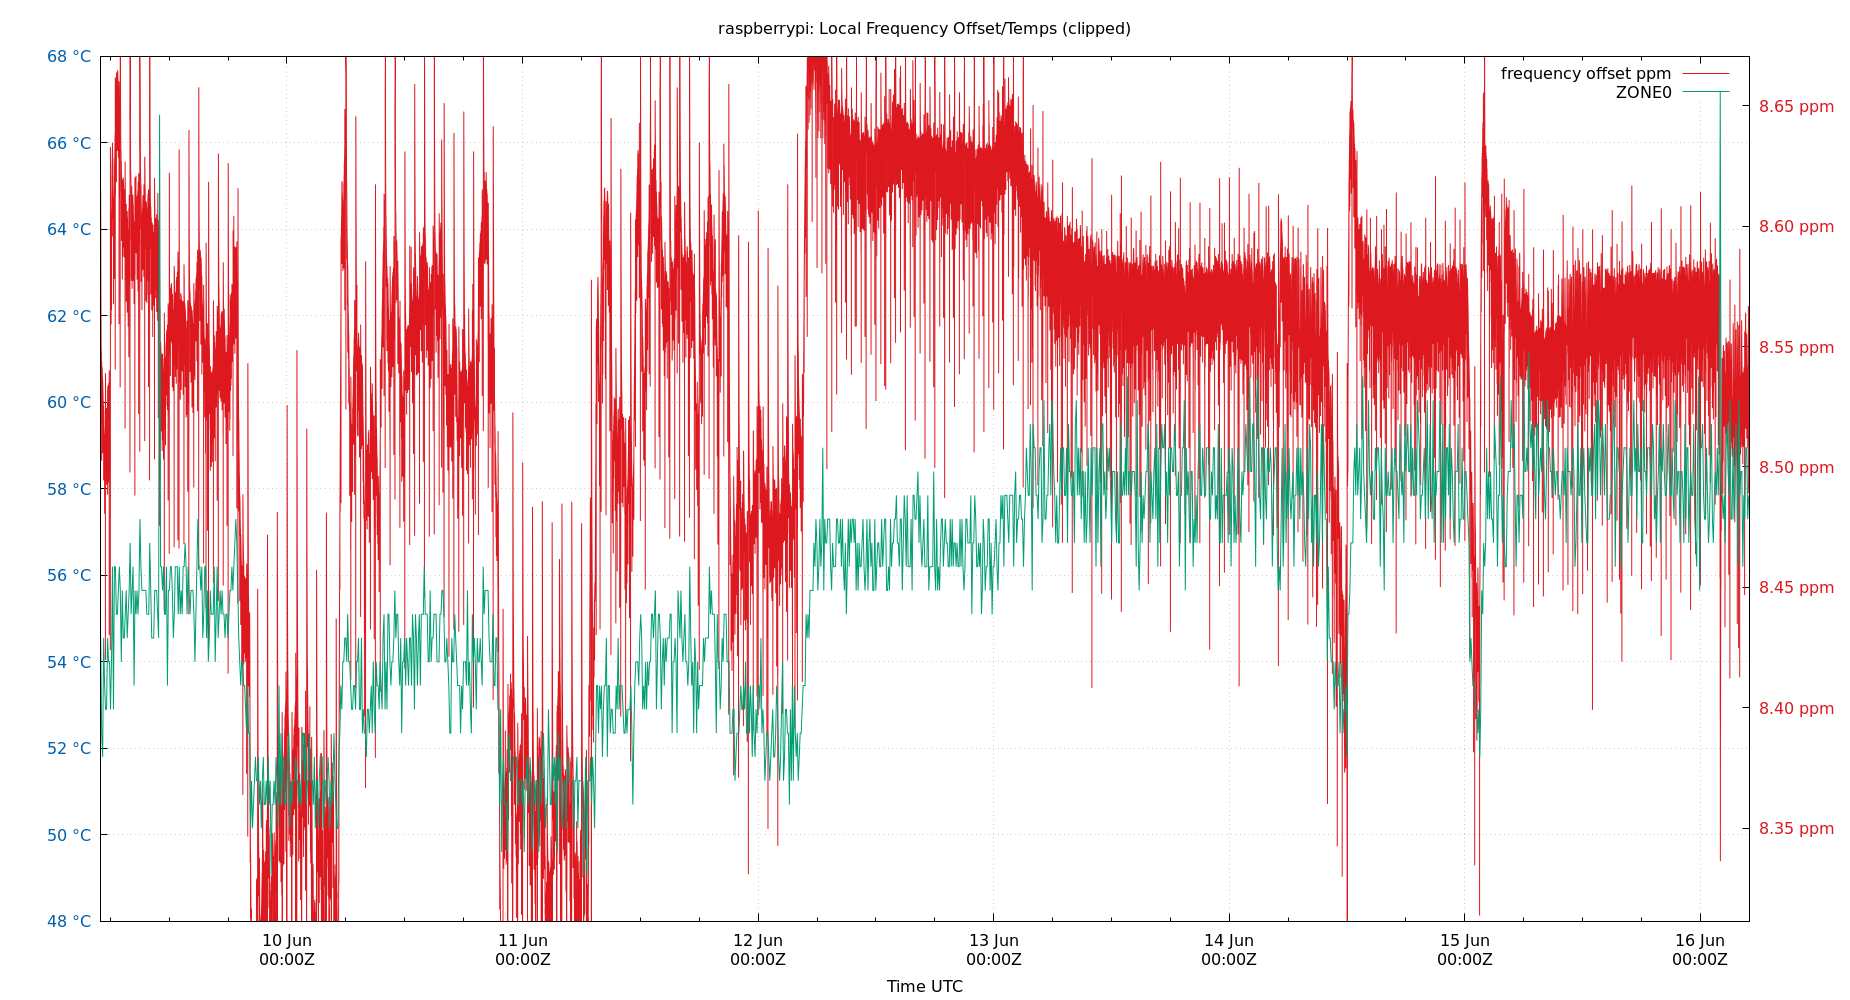 raspberrypi: Local Frequency Offset/Temps (clipped)
68 °C
66 °C
64 °C
62 °C
60 °C
58 °C
56 °C
54 °C
52 °C
50 °C
48 °C
frequency offset ppm
ZONE0
8.65 ppm
8.60 ppm
8.55 ppm
8.50 ppm
8.45 ppm
8.40 ppm
8.35 ppm
10 Jun
00:00Z
11 Jun
00:00Z
12 Jun
00:00Z
13 Jun
00:00Z
14 Jun
00:00Z
15 Jun
00:00Z
16 Jun
00:00Z
Time UTC